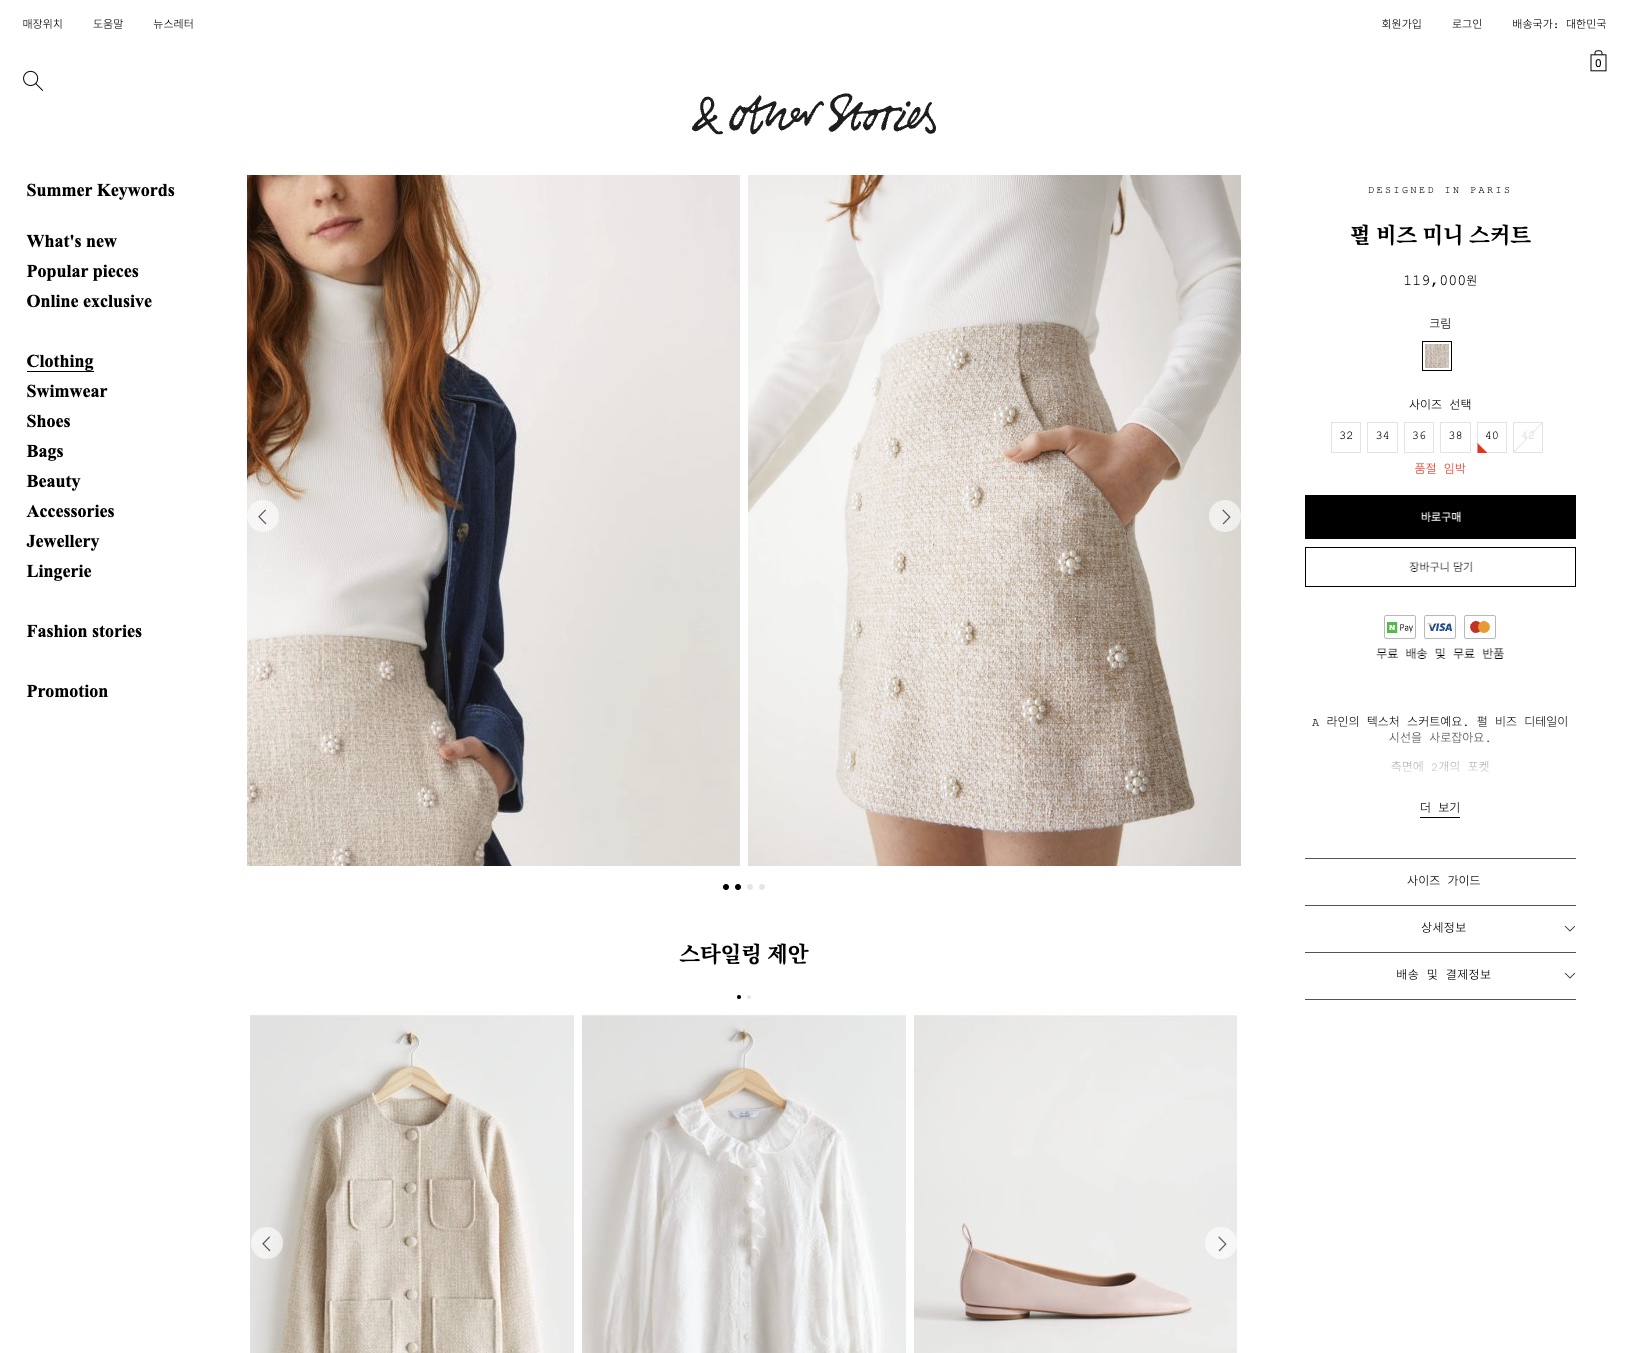 매장위치 도움말 뉴스레터 회원가입 로그인 배송국가: 대한민국
0
& other Stories
Summer Keywords
What's new
Popular pieces
Online exclusive
Clothing
Swimwear
Shoes
Bags
Beauty
Accessories
Jewellery
Lingerie
Fashion stories
Promotion
DESIGNED IN PARIS
펄 비즈 미니 스커트
119,000원
크림
사이즈 선택
32 34 36 38 40 42
품절 임박
바로구매
장바구니 담기
N Pay VISA
무료 배송 및 무료 반품
A 라인의 텍스처 스커트예요. 펄 비즈 디테일이
시선을 사로잡아요.
측면에 2개의 포켓
더 보기
사이즈 가이드
상세정보
배송 및 결제정보
스타일링 제안